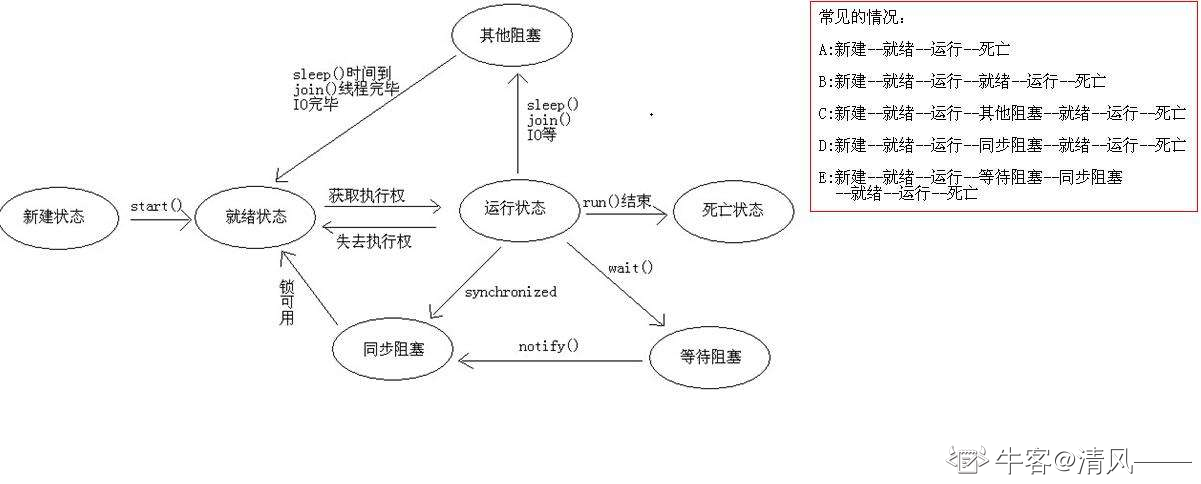 其他阻塞
sleep()时间到
join()线程完毕
IO完毕
sleep()
join()
IO等
新建状态
start()
就绪状态
获取执行权
失去执行权
运行状态
run()结束
死亡状态
锁可用
synchronized
wait()
同步阻塞
notify()
等待阻塞
常见的情况:
A:新建--就绪--运行--死亡
B:新建--就绪--运行--就绪--运行--死亡
C:新建--就绪--运行--其他阻塞--就绪--运行--死亡
D:新建--就绪--运行--同步阻塞--就绪--运行--死亡
E:新建--就绪--运行--等待阻塞--同步阻塞
--就绪--运行--死亡
牛客@清风——